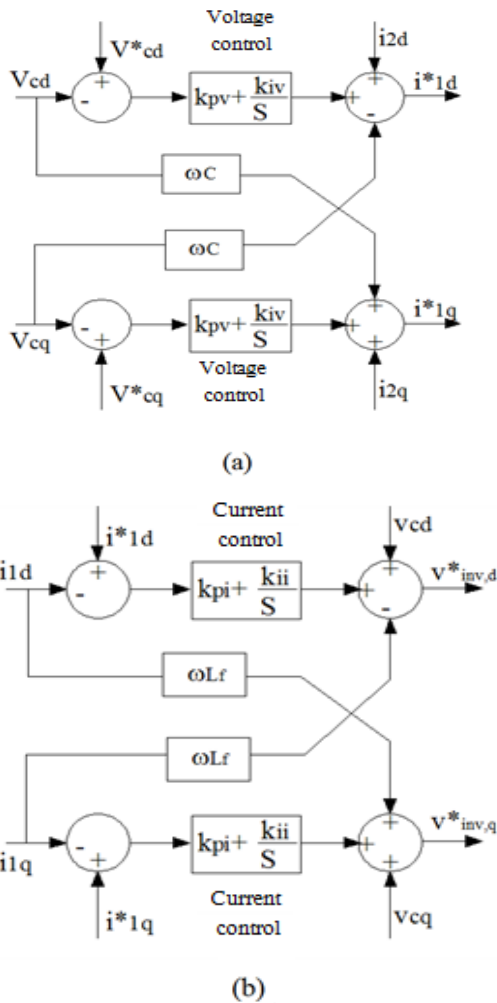 Voltage
control
V*cd
i2d
Vcd
i*1d
+
-
kpv+ kiv
S
+
+
-
ωC
ωC
Vcq
-
+
kpv+ kiv
S
+
+
+
i*1q
Voltage
control
V*cq
i2q
(a)
Current
control
i*1d
vcd
i1d
v*inv,d
+
-
kpi+ kii
S
+
+
-
ωLf
ωLf
i1q
-
+
kpi+ kii
S
+
+
+
v*inv,q
Current
control
i*1q
vcq
(b)